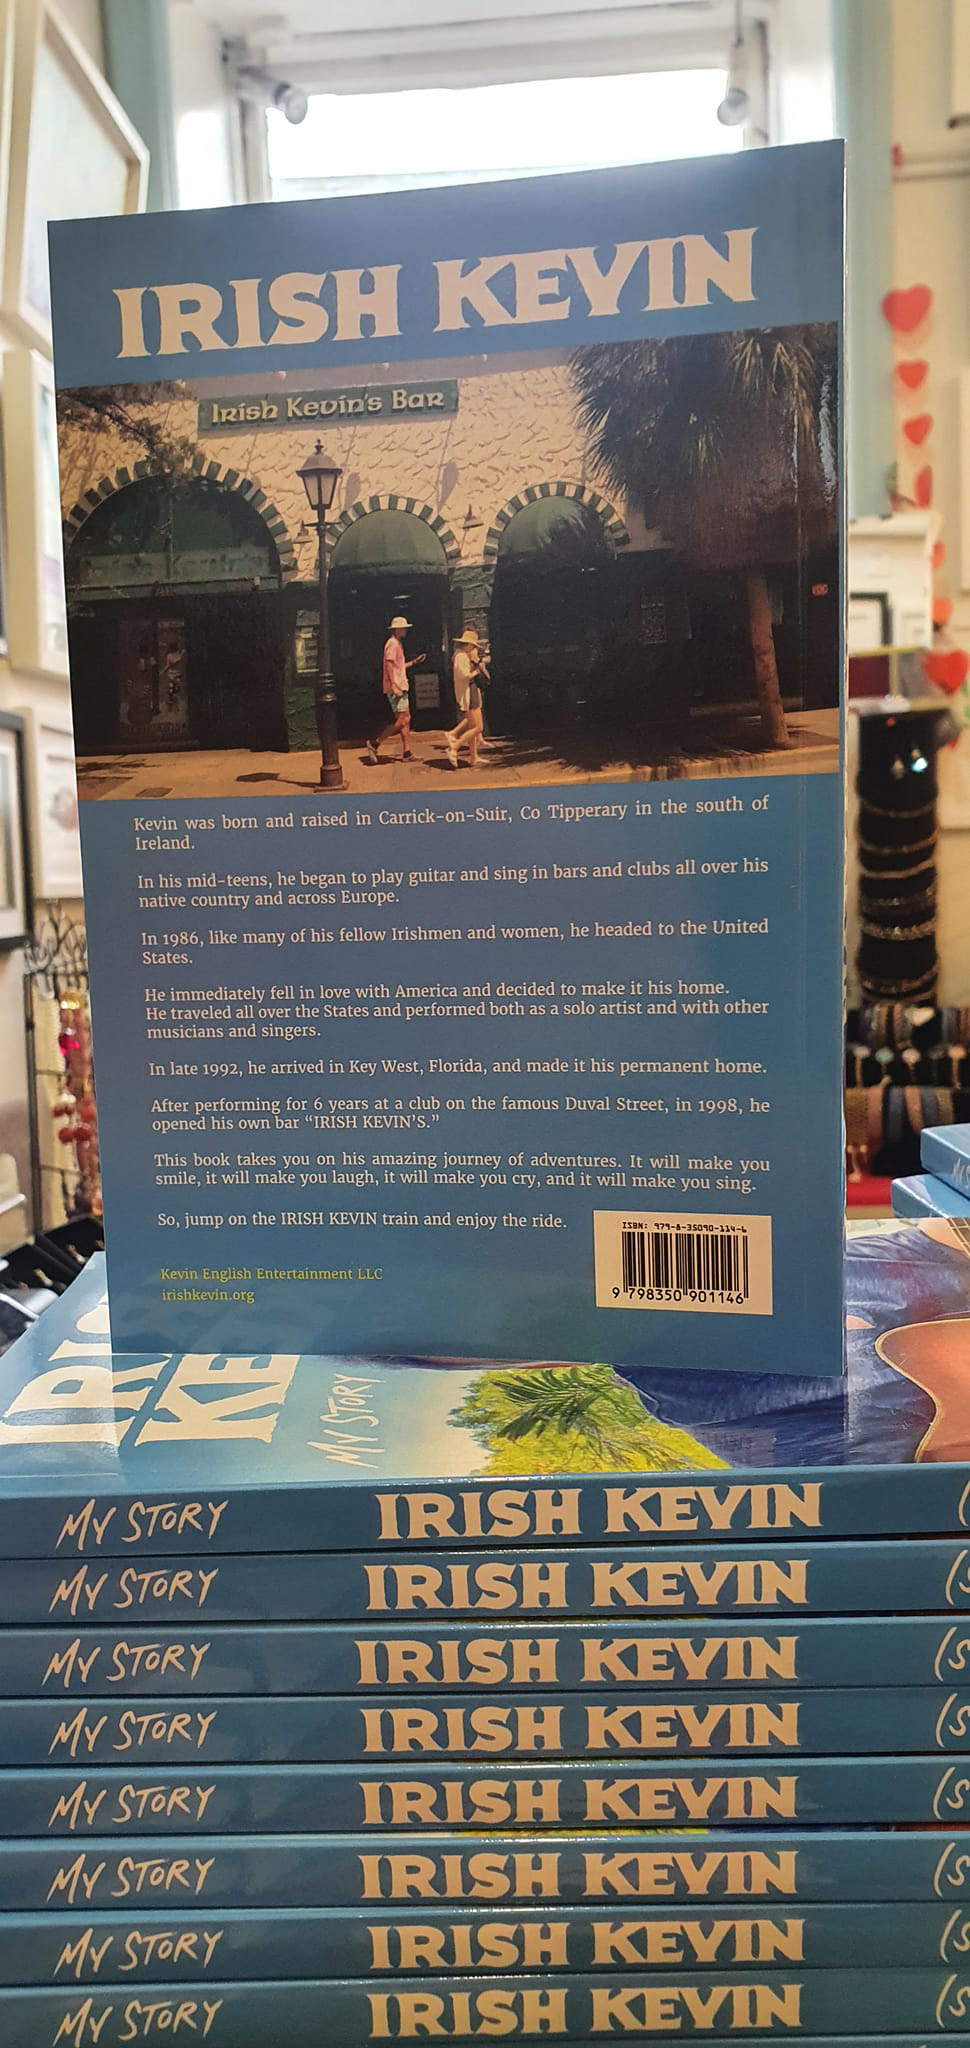 IRISH KEVIN
Irish Kevin's Bar
Kevin was born and raised in Carrick-on-Suir, Co Tipperary in the south of
Ireland.
In his mid-teens, he began to play guitar and sing in bars and clubs all over his
native country and across Europe.
In 1986, like many of his fellow Irishmen and women, he headed to the United
States.
He immediately fell in love with America and decided to make it his home.
He traveled all over the States and performed both as a solo artist and with other
musicians and singers.
In late 1992, he arrived in Key West, Florida, and made it his permanent home.
After performing for 6 years at a club on the famous Duval Street, in 1998, he
opened his own bar “IRISH KEVIN'S.”
This book takes you on his amazing journey of adventures. It will make you
smile, it will make you laugh, it will make you cry, and it will make you sing.
So, jump on the IRISH KEVIN train and enjoy the ride.
ISBN: 979-8-35090-114-6
9 798350 901146
Kevin English Entertainment LLC
irishkevin.org
MY STORY
MY STORY IRISH KEVIN
MY STORY IRISH KEVIN
MY STORY IRISH KEVIN
MY STORY IRISH KEVIN
MY STORY IRISH KEVIN
MY STORY IRISH KEVIN
MY STORY IRISH KEVIN
MY STORY IRISH KEVIN